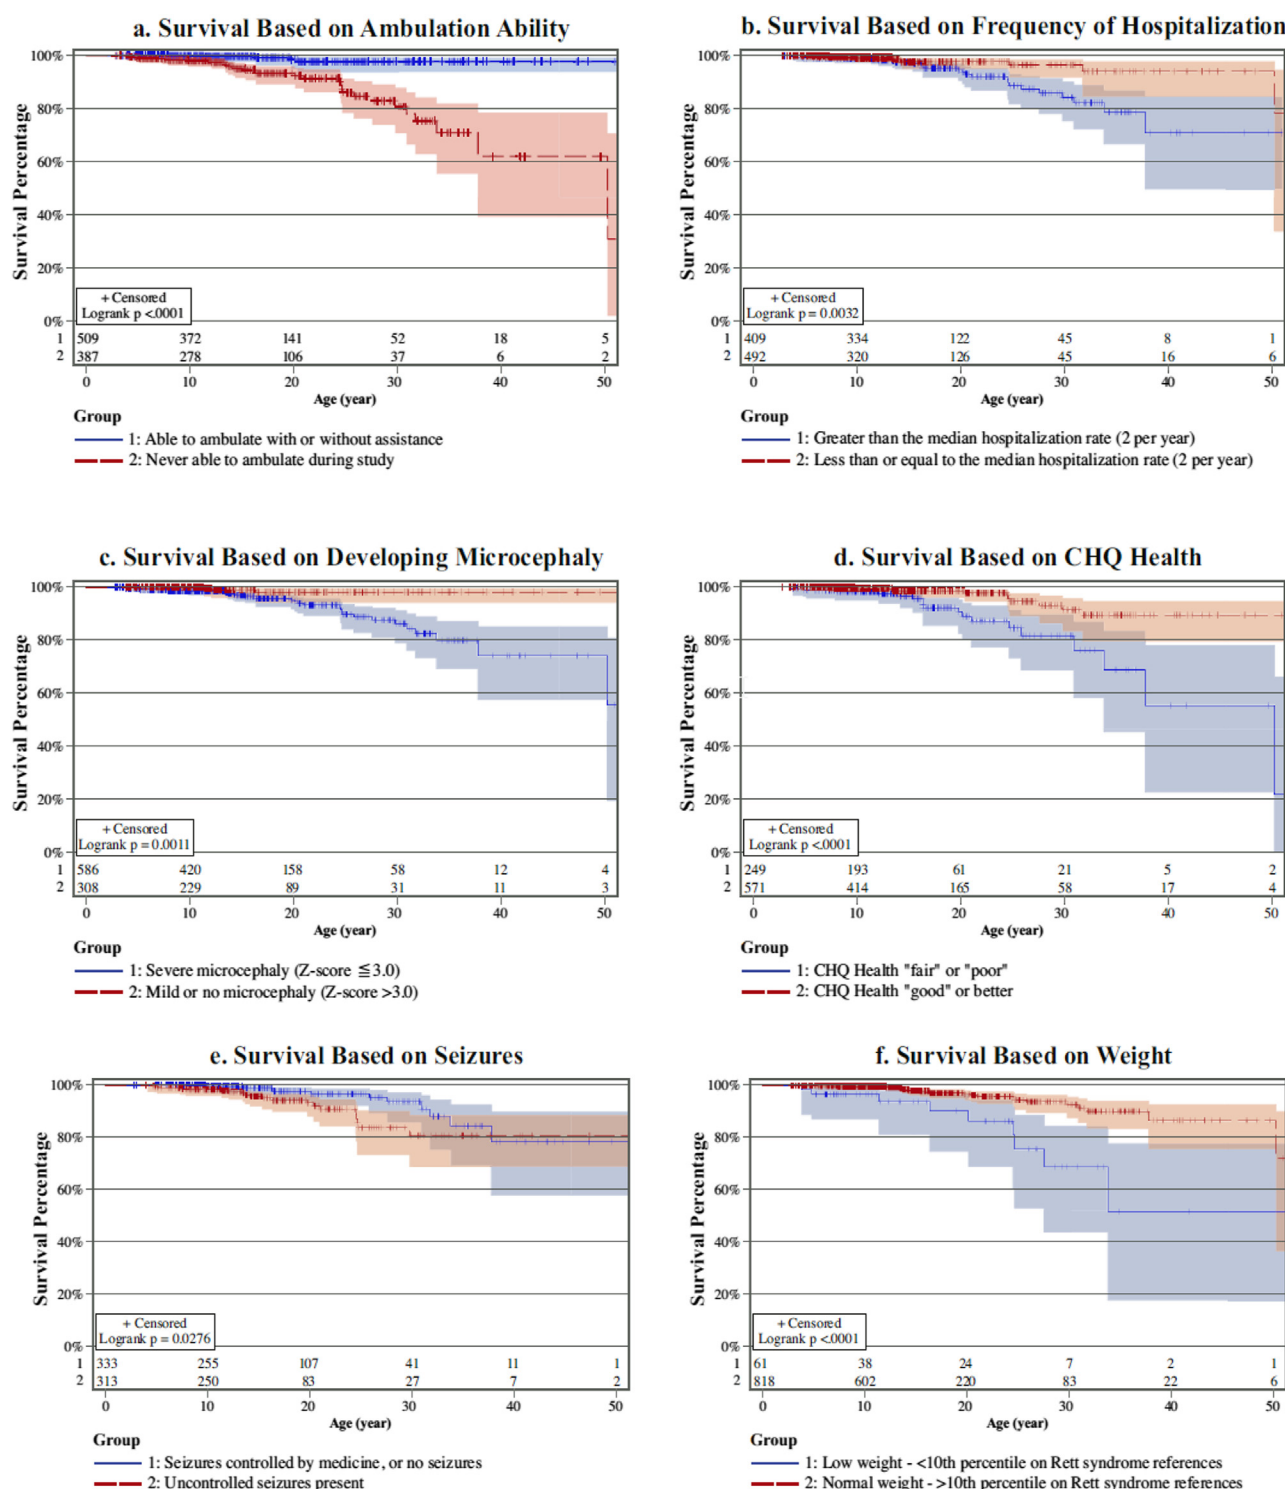 a. Survival Based on Ambulation Ability
Survival Percentage
100%
80%
60%
40%
20%
0%
+ Censored
Logrank p <.0001
1 509 372 141 52 18 5
2 387 278 106 37 6 2
0 10 20 30 40 50
Age (year)
Group
1: Able to ambulate with or without assistance
2: Never able to ambulate during study
b. Survival Based on Frequency of Hospitalization
Survival Percentage
100%
80%
60%
40%
20%
0%
+ Censored
Logrank p = 0.0032
1 409 334 122 45 8 1
2 492 320 126 45 16 6
0 10 20 30 40 50
Age (year)
Group
1: Greater than the median hospitalization rate (2 per year)
2: Less than or equal to the median hospitalization rate (2 per year)
c. Survival Based on Developing Microcephaly
Survival Percentage
100%
80%
60%
40%
20%
0%
+ Censored
Logrank p = 0.0011
1 586 420 158 58 12 4
2 308 229 89 31 11 3
0 10 20 30 40 50
Age (year)
Group
1: Severe microcephaly (Z-score ≦3.0)
2: Mild or no microcephaly (Z-score >3.0)
d. Survival Based on CHQ Health
Survival Percentage
100%
80%
60%
40%
20%
0%
+ Censored
Logrank p <.0001
1 249 193 61 21 5 2
2 571 414 165 58 17 4
0 10 20 30 40 50
Age (year)
Group
1: CHQ Health "fair" or "poor"
2: CHQ Health "good" or better
e. Survival Based on Seizures
Survival Percentage
100%
80%
60%
40%
20%
0%
+ Censored
Logrank p = 0.0276
1 333 255 107 41 11 1
2 313 250 83 27 7 2
0 10 20 30 40 50
Age (year)
Group
1: Seizures controlled by medicine, or no seizures
2: Uncontrolled seizures present
f. Survival Based on Weight
Survival Percentage
100%
80%
60%
40%
20%
0%
+ Censored
Logrank p <.0001
1 61 38 24 7 2 1
2 818 602 220 83 22 6
0 10 20 30 40 50
Age (year)
Group
1: Low weight - <10th percentile on Rett syndrome references
2: Normal weight - >10th percentile on Rett syndrome references